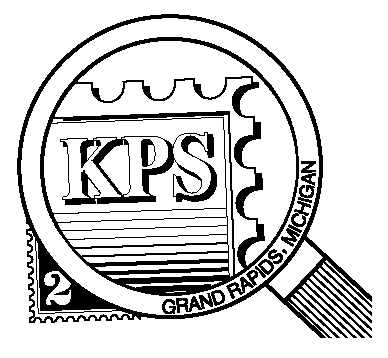 KPS
2
GRAND RAPIDS, MICHIGAN